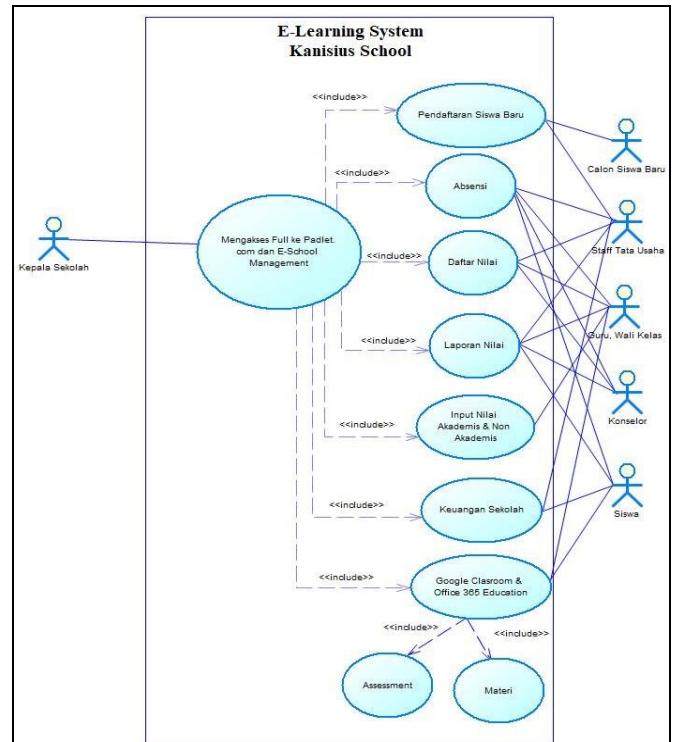 E-Learning System
Kanisius School
<<include>>
Pendaftaran Siswa Baru
Calon Siswa Baru
<<include>>
Absensi
Staff Tata Usaha
Kepala Sekolah
Mengakses Full ke Padlet.
com dan E-School
Management
<<include>>
Daftar Nilai
<<include>>
Laporan Nilai
Guru, Wali Kelas
<<include>>
Input Nilai
Akademis & Non
Akademis
Konselor
<<include>>
Keuangan Sekolah
Siswa
<<include>>
Google Clasroom &
Office 365 Education
<<include>>
<<include>>
Assessment
Materi